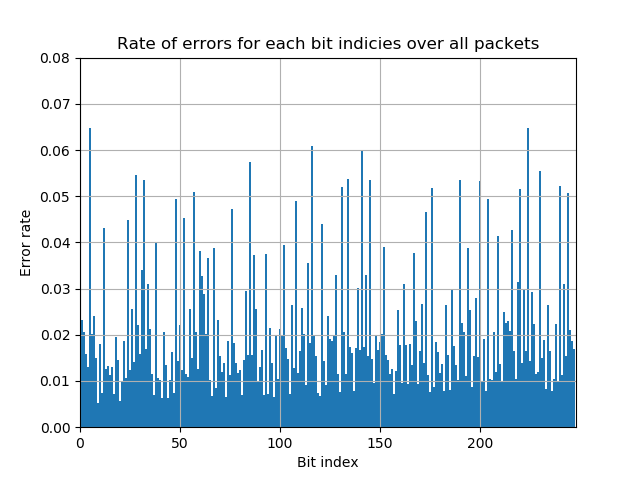 Rate of errors for each bit indicies over all packets
0.08
0.07
0.06
0.05
0.04
0.03
0.02
0.01
0.00
Error rate
0 50 100 150 200
Bit index